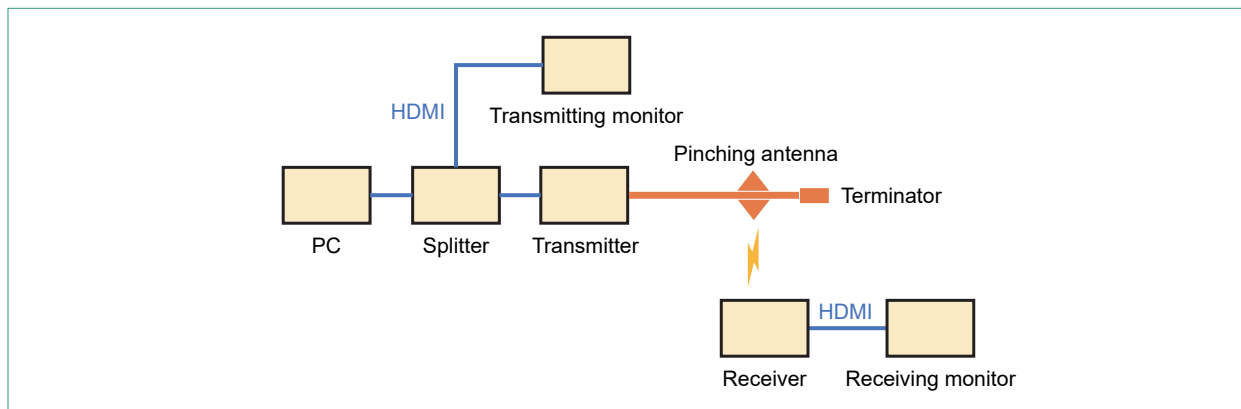 HDMI
Transmitting monitor
Pinching antenna
Terminator
PC
Splitter
Transmitter
HDMI
Receiver
Receiving monitor